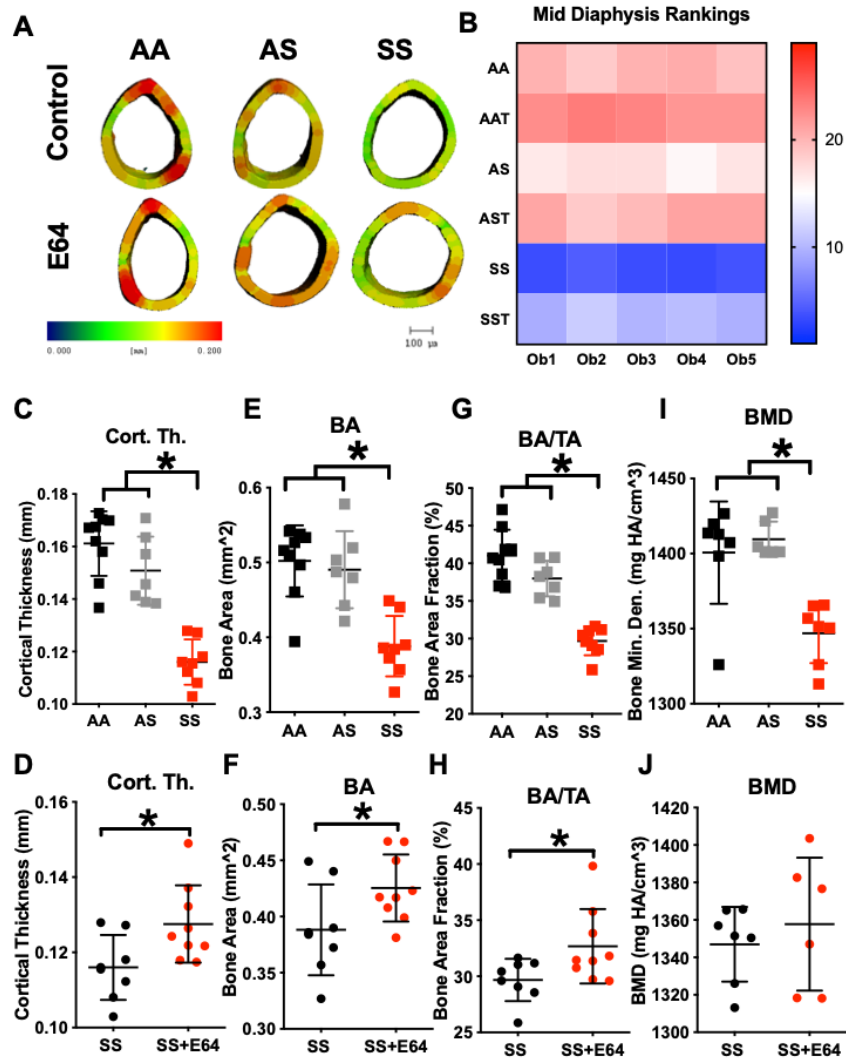 A
AA AS SS
Control
E64
0.000 [mm] 0.200
100 μm
B
Mid Diaphysis Rankings
AA
AAT
AS
AST
SS
SST
Ob1 Ob2 Ob3 Ob4 Ob5
20
10
C
Cort. Th.
*
Cortical Thickness (mm)
0.18
0.16
0.14
0.12
0.10
AA AS SS
E
BA
*
Bone Area (mm^2)
0.6
0.5
0.4
0.3
AA AS SS
G
BA/TA
*
Bone Area Fraction (%)
50
45
40
35
30
25
20
AA AS SS
I
BMD
*
Bone Min. Den. (mg HA/cm^3)
1450
1400
1350
1300
AA AS SS
D
Cort. Th.
*
Cortical Thickness (mm)
0.16
0.14
0.12
0.10
SS SS+E64
F
BA
*
Bone Area (mm^2)
0.50
0.45
0.40
0.35
0.30
SS SS+E64
H
BA/TA
*
Bone Area Fraction (%)
45
40
35
30
25
SS SS+E64
J
BMD
BMD (mg HA/cm^3)
1420
1400
1380
1360
1340
1320
1300
SS SS+E64